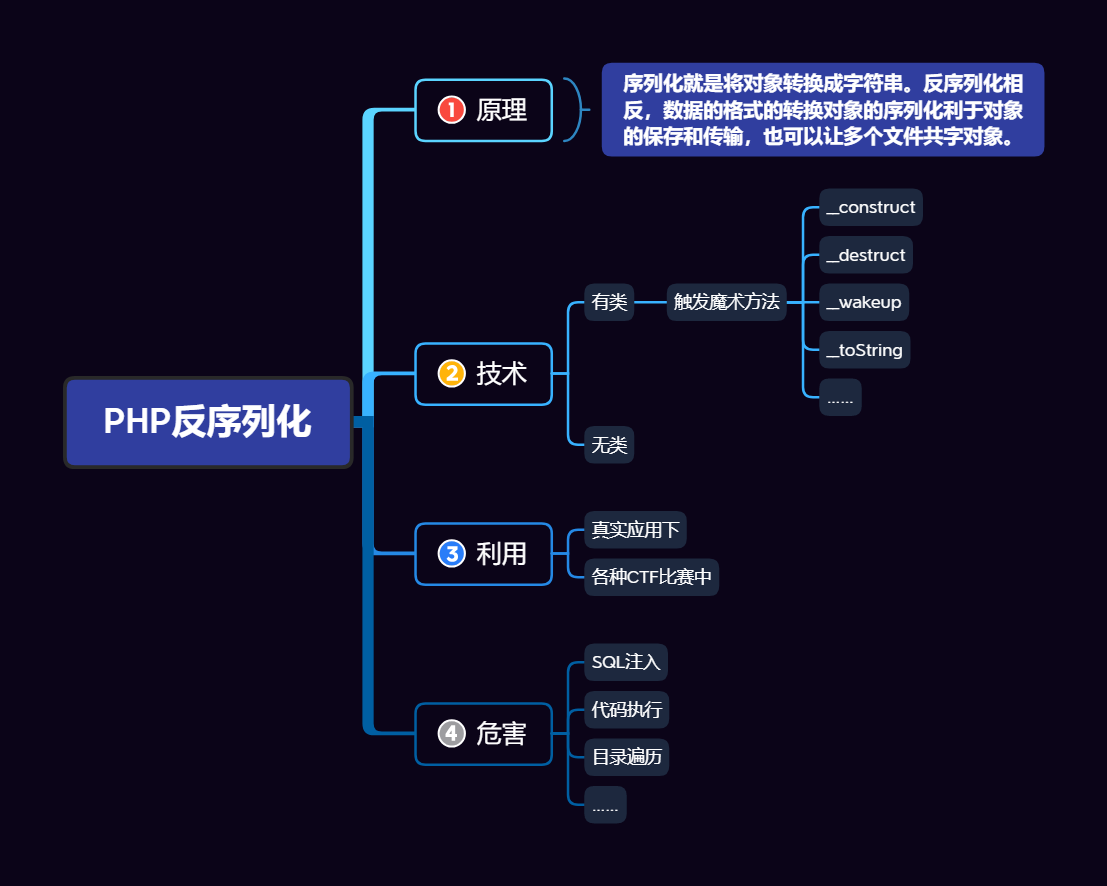 1 原理
序列化就是将对象转换成字符串。反序列化相
反，数据的格式的转换对象的序列化利于对象
的保存和传输，也可以让多个文件共字对象。
PHP反序列化
2 技术
有类
触发魔术方法
__construct
__destruct
__wakeup
__toString
......
无类
3 利用
真实应用下
各种CTF比赛中
4 危害
SQL注入
代码执行
目录遍历
......